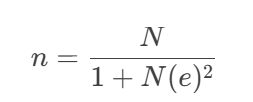 n = N / 1 + N(e)²